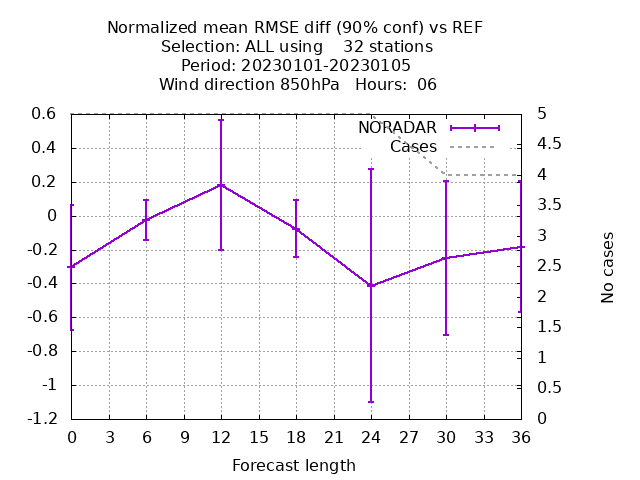 Normalized mean RMSE diff (90% conf) vs REF
Selection: ALL using    32 stations
Period: 20230101-20230105
Wind direction 850hPa   Hours:  06
NORADAR
Cases
0.6
0.4
0.2
0
-0.2
-0.4
-0.6
-0.8
-1
-1.2
5
4.5
4
3.5
3
2.5
2
1.5
1
0.5
0
No cases
0 3 6 9 12 15 18 21 24 27 30 33 36
Forecast length